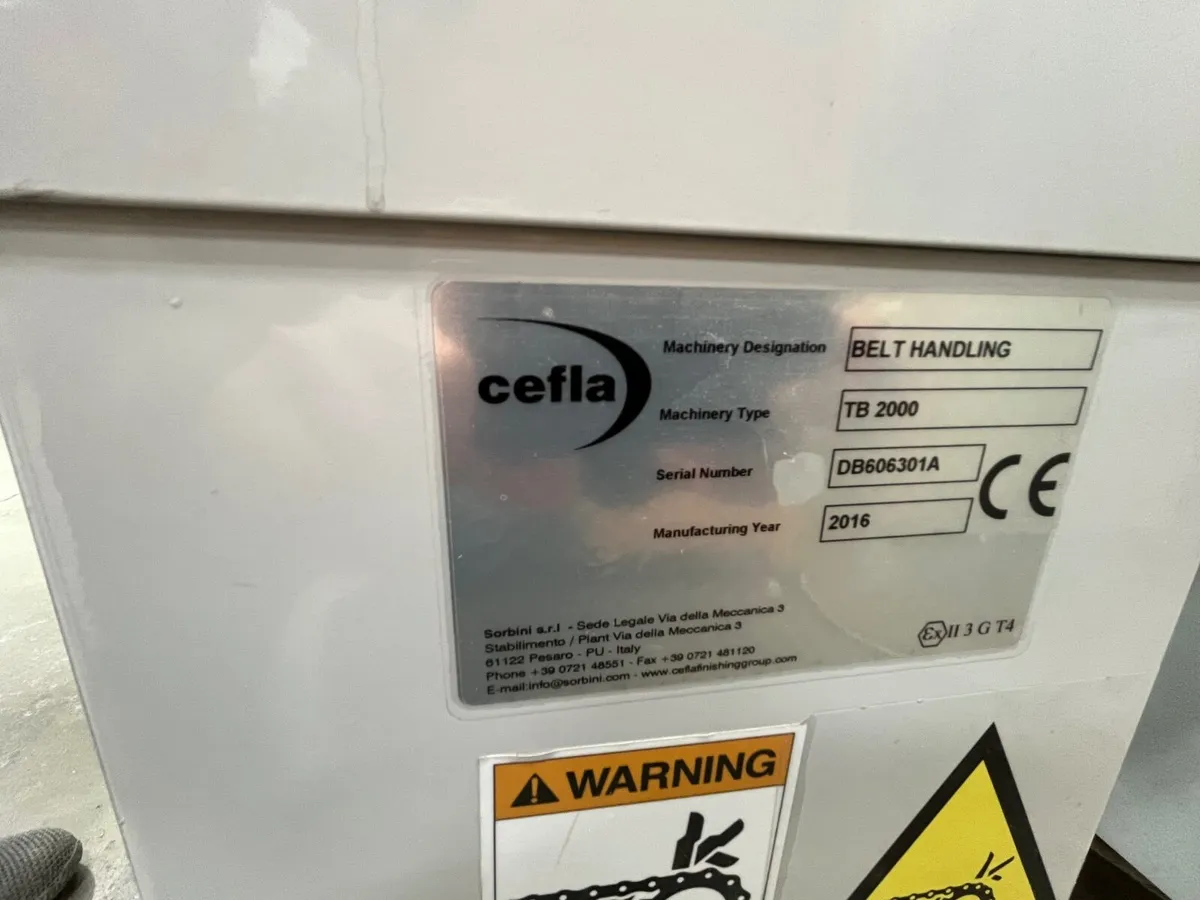 cefla
Machinery Designation BELT HANDLING
Machinery Type TB 2000
Serial Number DB606301A
Manufacturing Year 2016
CE
Sorbini s.r.l - Sede Legale Via della Meccanica 3
Stabilimento / Plant Via della Meccanica 3
61122 Pesaro - PU - Italy
Phone +39 0721 48551 - Fax +39 0721 481120
E-mail:info@sorbini.com - www.ceflafinishinggroup.com
Ex II 3 G T4
WARNING